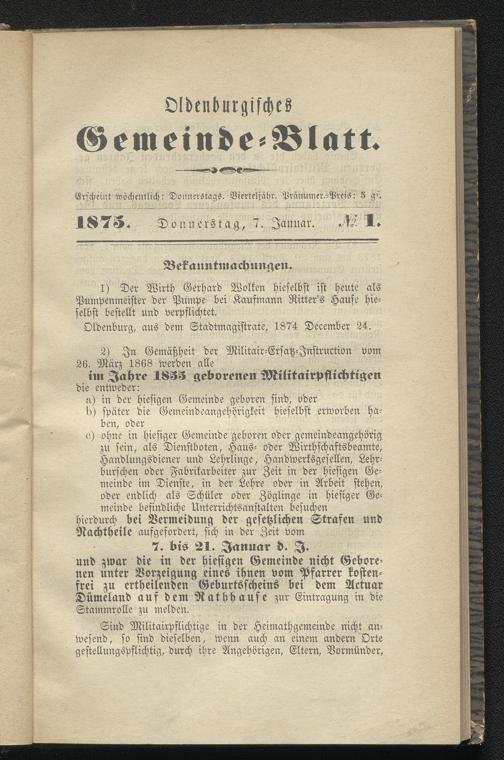 Oldenburgisches
Gemeinde=Blatt.
Erscheint wöchentlich: Donnerstags. Vierteljähr. Pränumer.=Preis: 5 gr.
1875. Donnerstag, 7. Januar. № 1.
Bekanntmachungen.
1) Der Wirth Gerhard Wolken hieselbst ist heute als
Pumpenmeister der Pumpe bei Kaufmann Ritter's Hause hie=
selbst bestellt und verpflichtet.
Oldenburg, aus dem Stadtmagistrate, 1874 December 24.
2) In Gemäßheit der Militair=Ersatz=Instruction vom
26. März 1868 werden alle
im Jahre 1855 geborenen Militairpflichtigen
die entweder:
a) in der hiesigen Gemeinde geboren sind, oder
b) später die Gemeindeangehörigkeit hieselbst erworben ha=
ben, oder
c) ohne in hiesiger Gemeinde geboren oder gemeindeangehörig
zu sein, als Dienstboten, Haus= oder Wirthschaftsbeamte,
Handlungsdiener und Lehrlinge, Handwerksgesellen, Lehr=
burschen oder Fabrikarbeiter zur Zeit in der hiesigen Ge=
meinde im Dienste, in der Lehre oder in Arbeit stehen,
oder endlich als Schüler oder Zöglinge in hiesiger Ge=
meinde befindliche Unterrichtsanstalten besuchen
hierdurch bei Vermeidung der gesetzlichen Strafen und
Nachtheile aufgefordert, sich in der Zeit vom
7. bis 21. Januar d. J.
und zwar die in der hiesigen Gemeinde nicht Gebore=
nen unter Vorzeigung eines ihnen vom Pfarrer kosten=
frei zu ertheilenden Geburtscheins bei dem Actuar
Dümeland auf dem Rathhause zur Eintragung in die
Stammrolle zu melden.
Sind Militairpflichtige in der Heimathgemeinde nicht an=
wesend, so sind dieselben, wenn auch an einem andern Orte
gestellungspflichtig, durch ihre Angehörigen, Eltern, Vormünder,